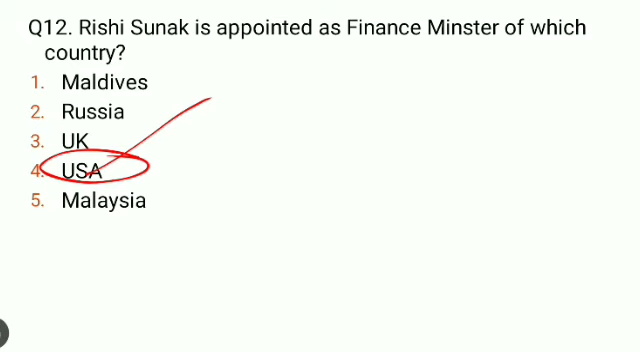 Q12. Rishi Sunak is appointed as Finance Minster of which
country?
1. Maldives
2. Russia
3. UK
4. USA
5. Malaysia